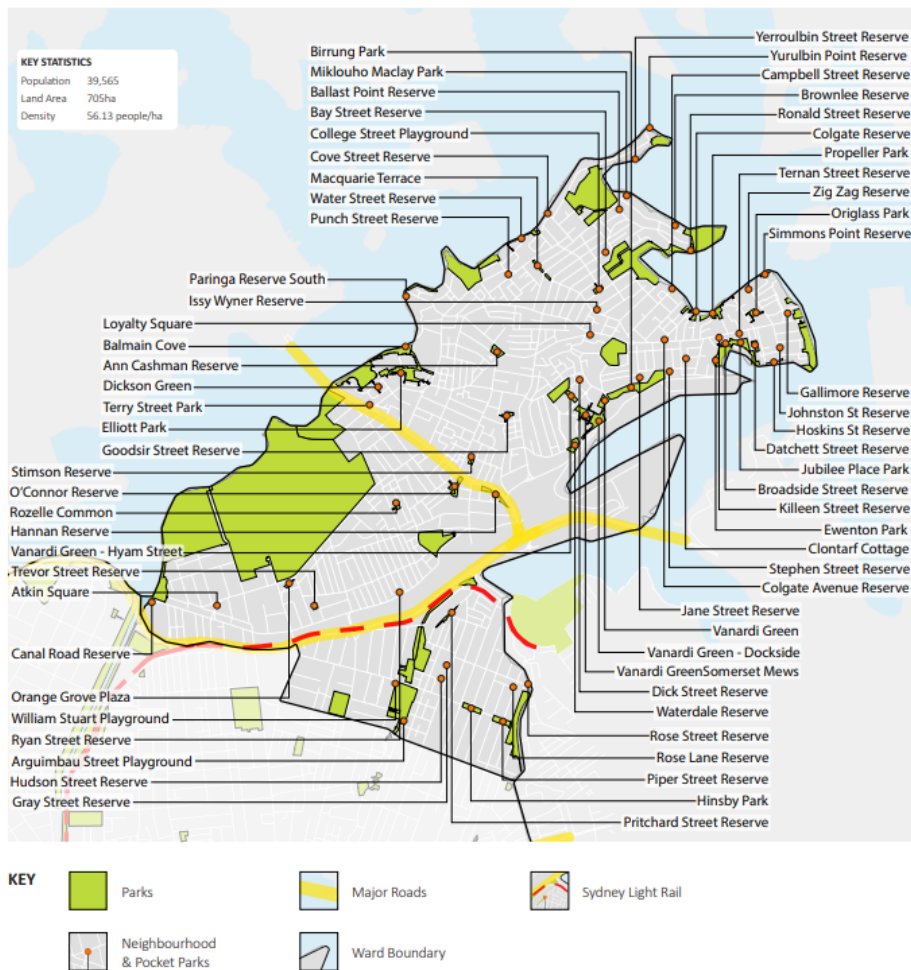 KEY STATISTICS
Population 39,565
Land Area 705ha
Density 56.13 people/ha
Birrung Park
Miklouho Maclay Park
Ballast Point Reserve
Bay Street Reserve
College Street Playground
Cove Street Reserve
Macquarie Terrace
Water Street Reserve
Punch Street Reserve
Yerroulbin Street Reserve
Yurulbin Point Reserve
Campbell Street Reserve
Brownlee Reserve
Ronald Street Reserve
Colgate Reserve
Propeller Park
Ternan Street Reserve
Zig Zag Reserve
Origlass Park
Simmons Point Reserve
Paringa Reserve South
Issy Wyner Reserve
Loyalty Square
Balmain Cove
Ann Cashman Reserve
Dickson Green
Terry Street Park
Elliott Park
Goodsir Street Reserve
Stimson Reserve
O'Connor Reserve
Rozelle Common
Hannan Reserve
Vanardi Green - Hyam Street
Trevor Street Reserve
Atkin Square
Canal Road Reserve
Orange Grove Plaza
William Stuart Playground
Ryan Street Reserve
Arguimbau Street Playground
Hudson Street Reserve
Gray Street Reserve
Gallimore Reserve
Johnston St Reserve
Hoskins St Reserve
Datchett Street Reserve
Jubilee Place Park
Broadside Street Reserve
Killeen Street Reserve
Ewenton Park
Clontarf Cottage
Stephen Street Reserve
Colgate Avenue Reserve
Jane Street Reserve
Vanardi Green
Vanardi Green - Dockside
Vanardi GreenSomerset Mews
Dick Street Reserve
Waterdale Reserve
Rose Street Reserve
Rose Lane Reserve
Piper Street Reserve
Hinsby Park
Pritchard Street Reserve
KEY
Parks
Major Roads
Sydney Light Rail
Neighbourhood
& Pocket Parks
Ward Boundary